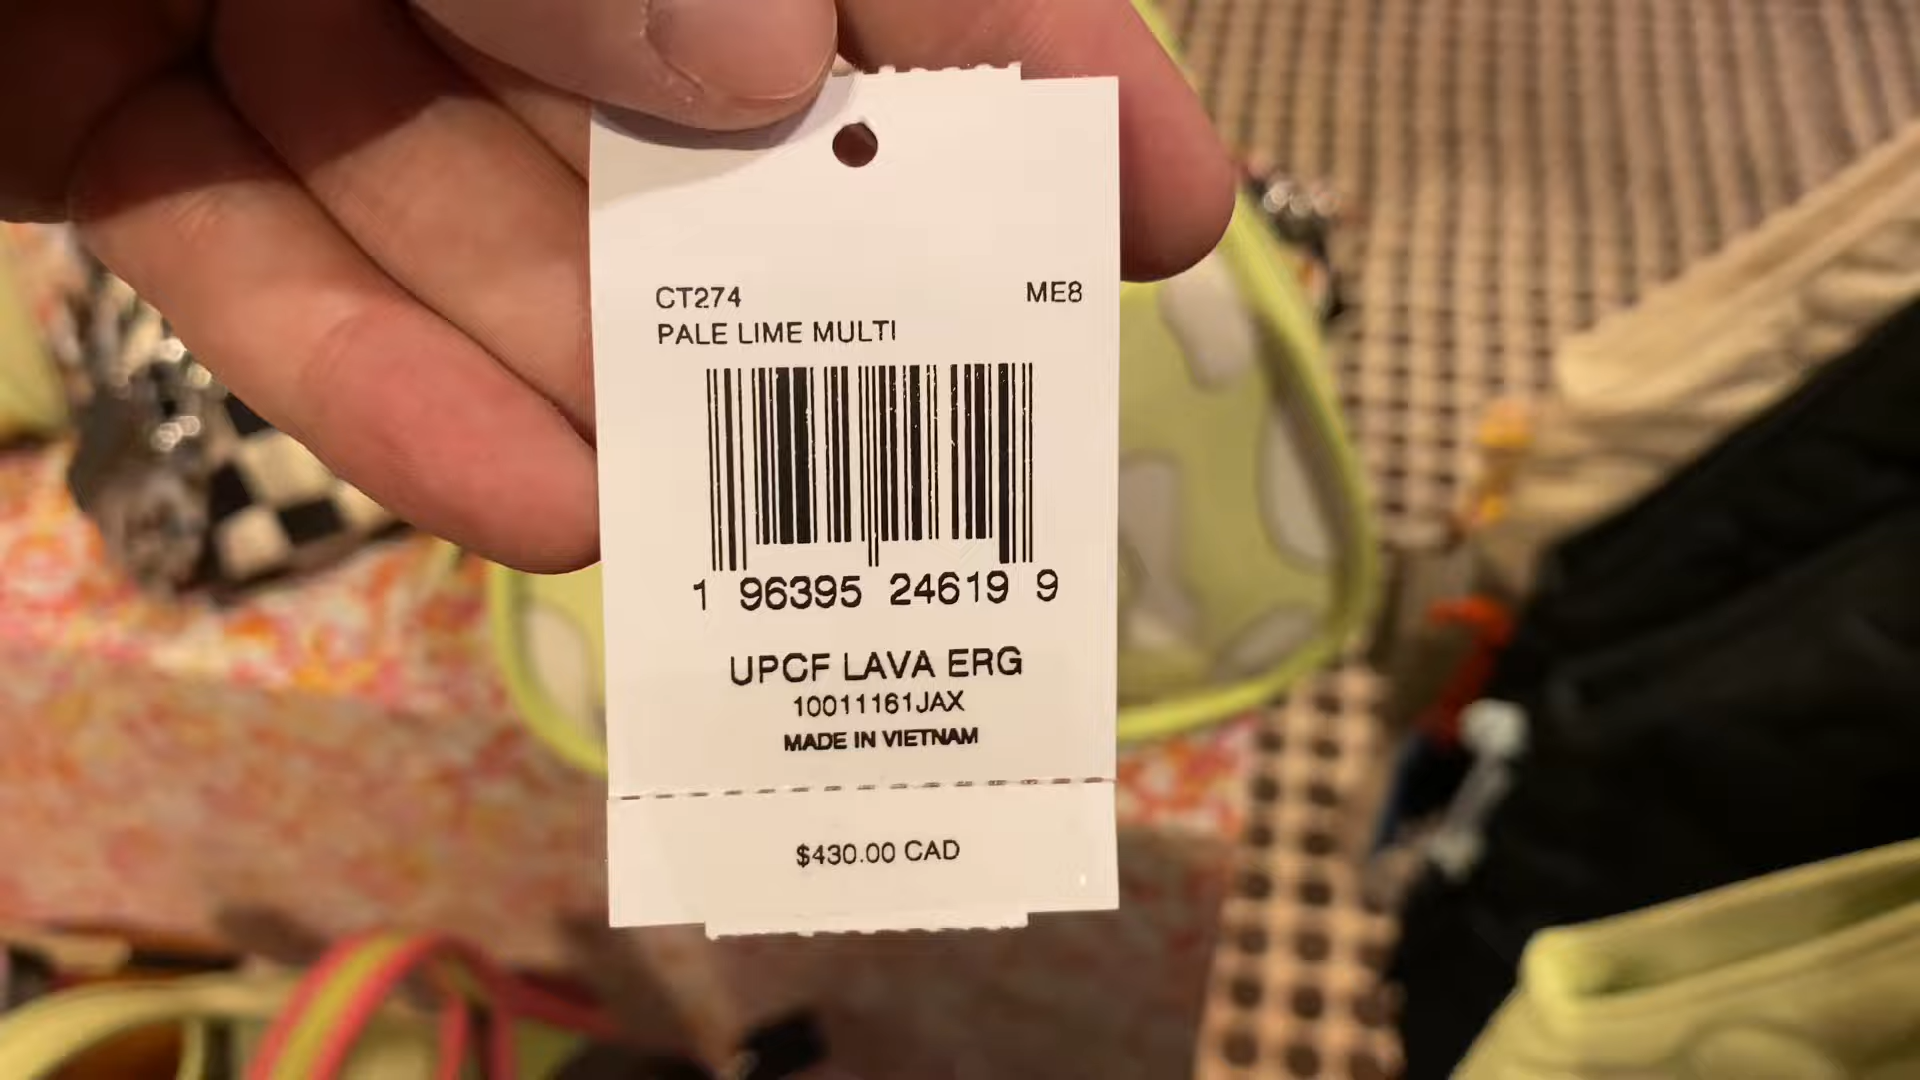 CT274 ME8
PALE LIME MULTI
1 96395 24619 9
UPCF LAVA ERG
10011161JAX
MADE IN VIETNAM
$430.00 CAD